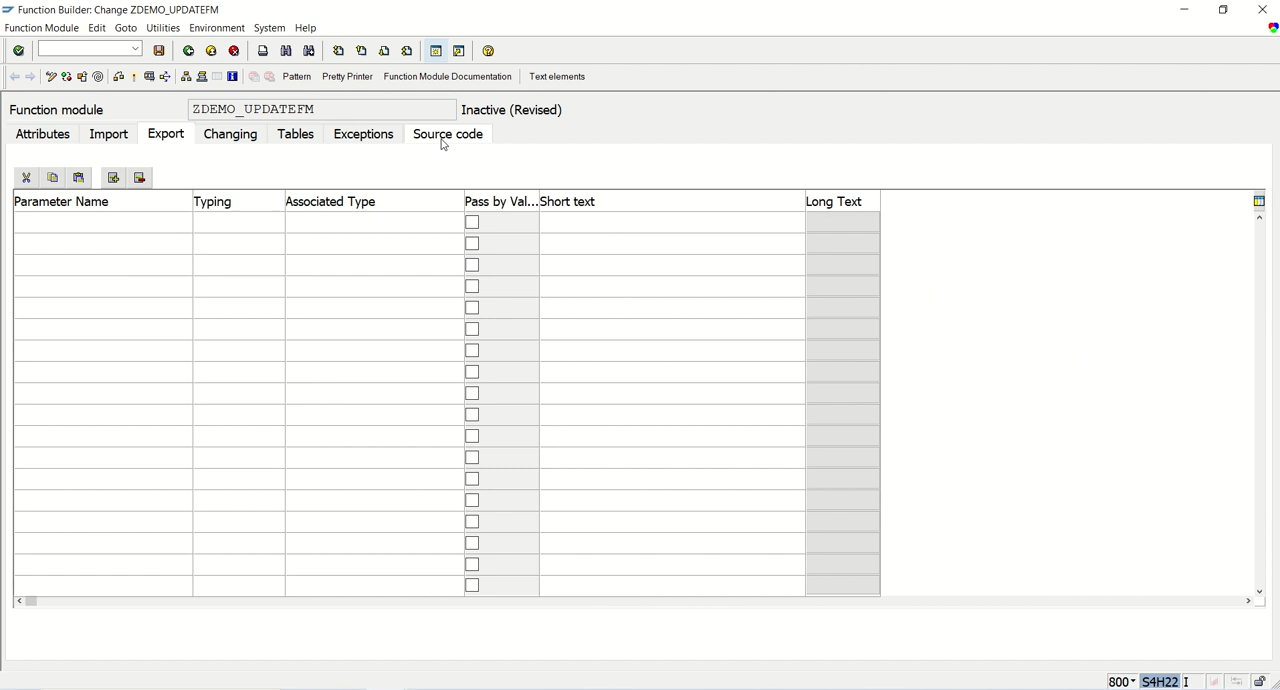 Function Builder: Change ZDEMO_UPDATEFM
Function Module Edit Goto Utilities Environment System Help
Pattern Pretty Printer Function Module Documentation Text elements
Function module ZDEMO_UPDATEFM Inactive (Revised)
Attributes Import Export Changing Tables Exceptions Source code
Parameter Name Typing Associated Type Pass by Val... Short text Long Text
800 S4H22 I